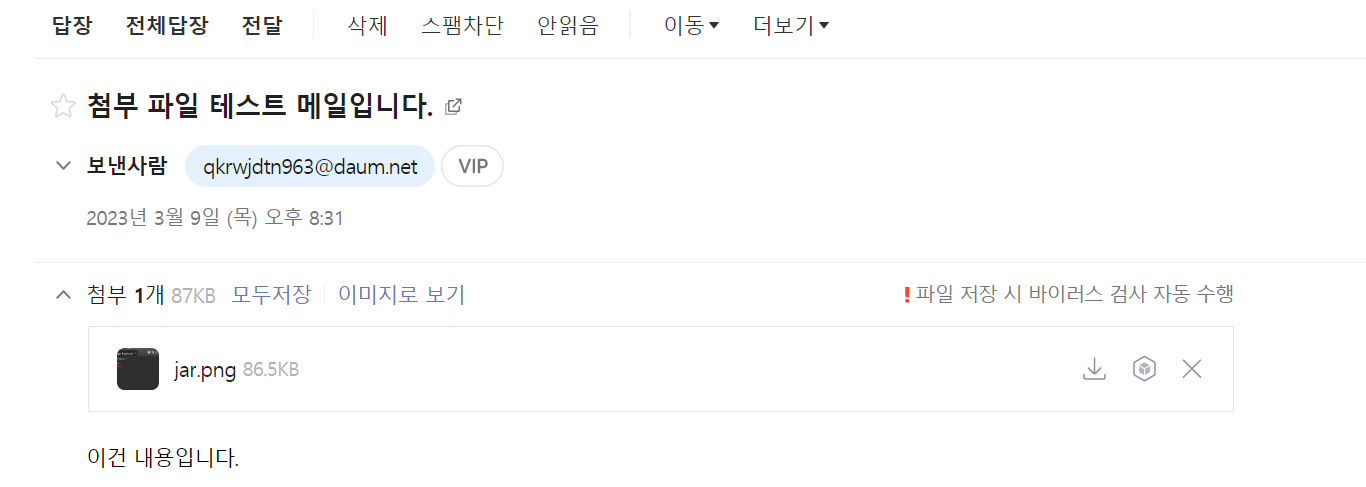 답장 전체답장 전달 삭제 스팸차단 안읽음 이동 더보기
첨부 파일 테스트 메일입니다.
보낸사람 qkrwjdtn963@daum.net VIP
2023년 3월 9일 (목) 오후 8:31
첨부 1개 87KB 모두저장 이미지로 보기 파일 저장 시 바이러스 검사 자동 수행
jar.png 86.5KB
이건 내용입니다.